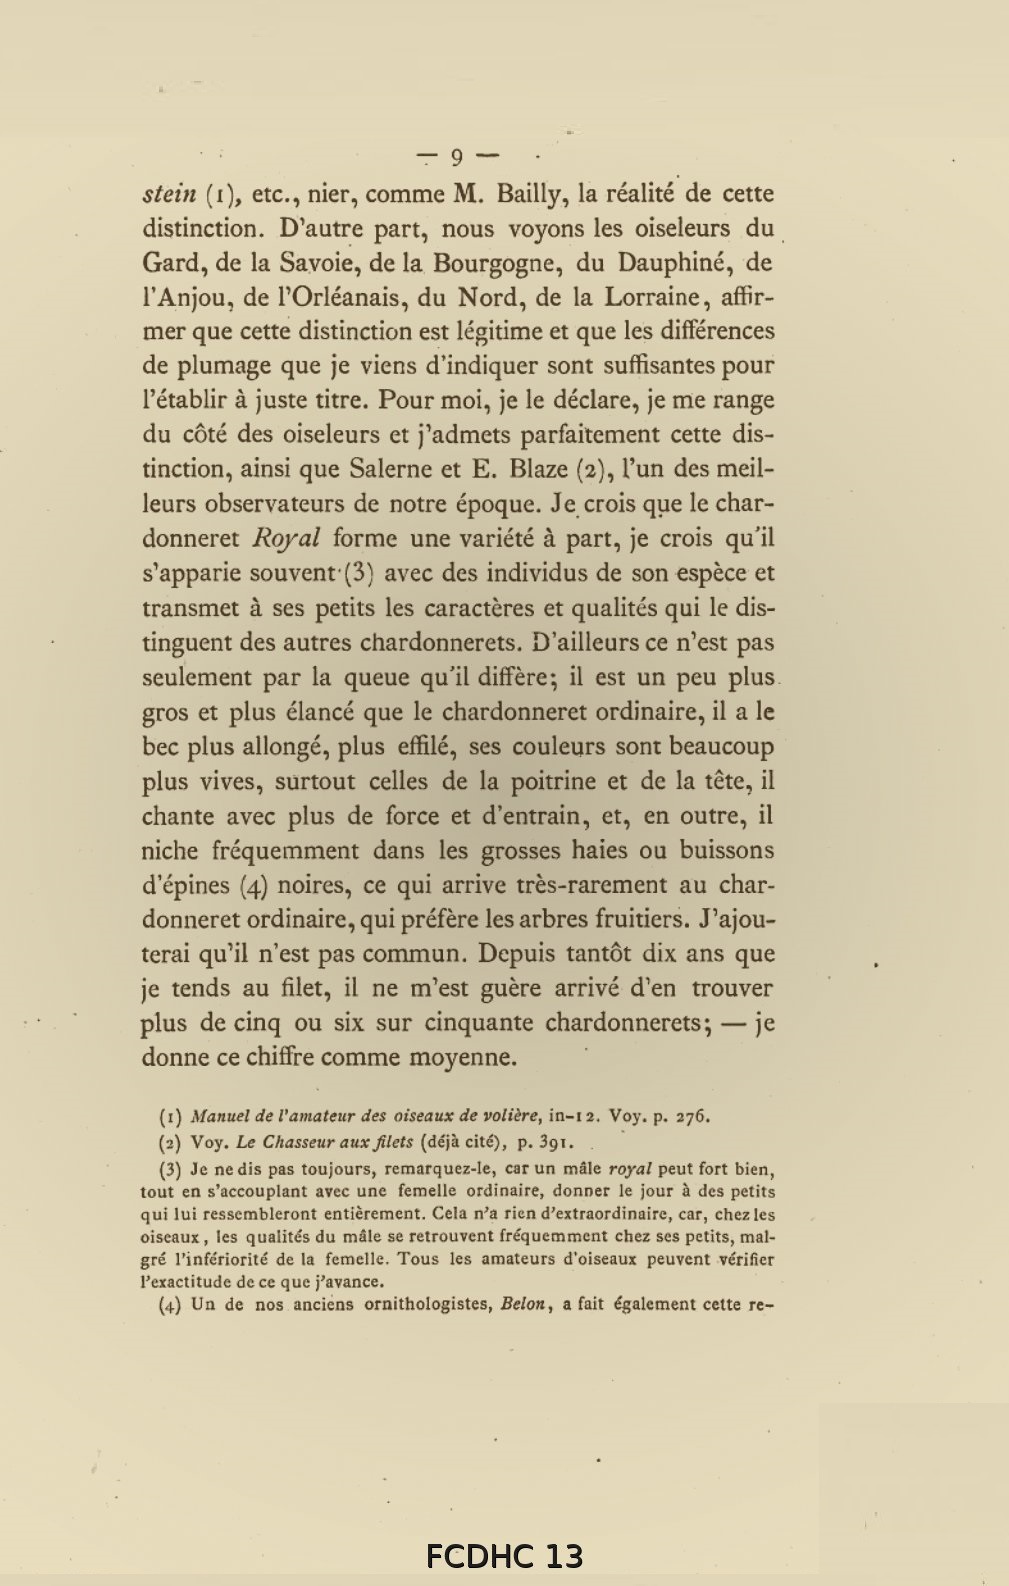 — 9 —
stein (1), etc., nier, comme M. Bailly, la réalité de cette
distinction. D'autre part, nous voyons les oiseleurs du
Gard, de la Savoie, de la Bourgogne, du Dauphiné, de
l'Anjou, de l'Orléanais, du Nord, de la Lorraine, affir-
mer que cette distinction est légitime et que les différences
de plumage que je viens d'indiquer sont suffisantes pour
l'établir à juste titre. Pour moi, je le déclare, je me range
du côté des oiseleurs et j'admets parfaitement cette dis-
tinction, ainsi que Salerne et E. Blaze (2), l'un des meil-
leurs observateurs de notre époque. Je crois que le char-
donneret Royal forme une variété à part, je crois qu'il
s'apparie souvent (3) avec des individus de son espèce et
transmet à ses petits les caractères et qualités qui le dis-
tinguent des autres chardonnerets. D'ailleurs ce n'est pas
seulement par la queue qu'il diffère; il est un peu plus
gros et plus élancé que le chardonneret ordinaire, il a le
bec plus allongé, plus effilé, ses couleurs sont beaucoup
plus vives, surtout celles de la poitrine et de la tête, il
chante avec plus de force et d'entrain, et, en outre, il
niche fréquemment dans les grosses haies ou buissons
d'épines (4) noires, ce qui arrive très-rarement au char-
donneret ordinaire, qui préfère les arbres fruitiers. J'ajou-
terai qu'il n'est pas commun. Depuis tantôt dix ans que
je tends au filet, il ne m'est guère arrivé d'en trouver
plus de cinq ou six sur cinquante chardonnerets; — je
donne ce chiffre comme moyenne.
(1) Manuel de l'amateur des oiseaux de volière, in-12. Voy. p. 276.
(2) Voy. Le Chasseur aux filets (déjà cité), p. 391.
(3) Je ne dis pas toujours, remarquez-le, car un mâle royal peut fort bien,
tout en s'accouplant avec une femelle ordinaire, donner le jour à des petits
qui lui ressembleront entièrement. Cela n'a rien d'extraordinaire, car, chez les
oiseaux, les qualités du mâle se retrouvent fréquemment chez ses petits, mal-
gré l'infériorité de la femelle. Tous les amateurs d'oiseaux peuvent vérifier
l'exactitude de ce que j'avance.
(4) Un de nos anciens ornithologistes, Belon, a fait également cette re-
FCDHC 13